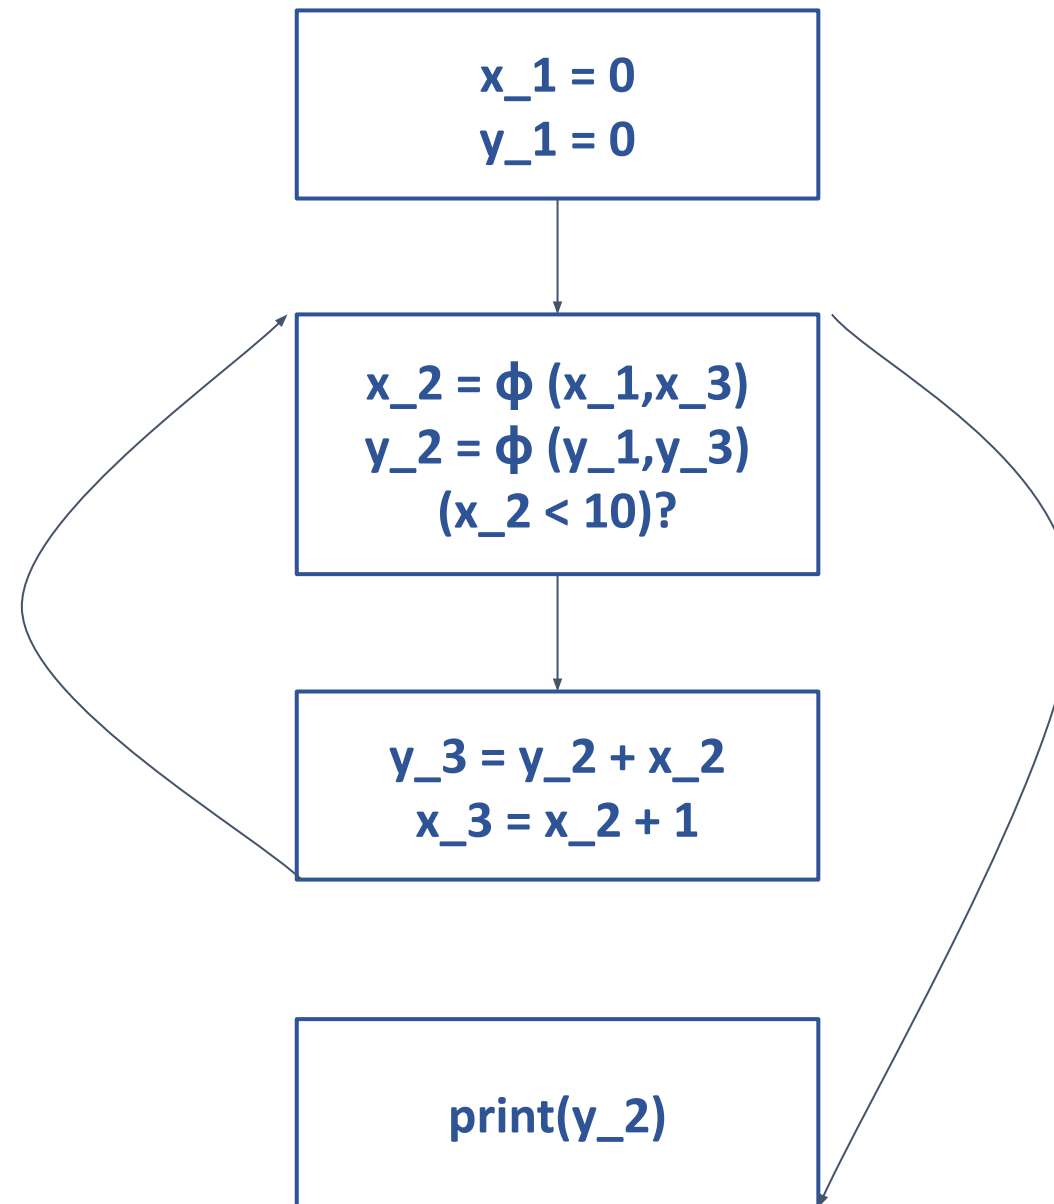 x_1 = 0
y_1 = 0
x_2 = ϕ (x_1,x_3)
y_2 = ϕ (y_1,y_3)
(x_2 < 10)?
y_3 = y_2 + x_2
x_3 = x_2 + 1
print(y_2)